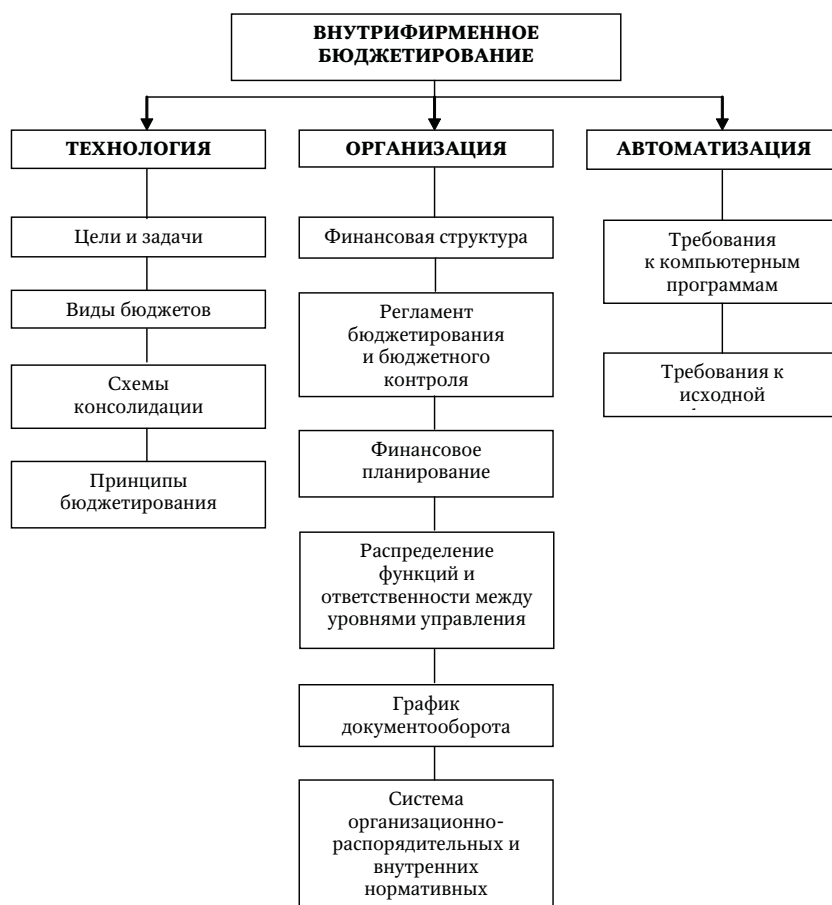 ВНУТРИФИРМЕННОЕ
БЮДЖЕТИРОВАНИЕ
ТЕХНОЛОГИЯ
Цели и задачи
Виды бюджетов
Схемы
консолидации
Принципы
бюджетирования
ОРГАНИЗАЦИЯ
Финансовая структура
Регламент
бюджетирования
и бюджетного
контроля
Финансовое
планирование
Распределение
функций и
ответственности между
уровнями управления
График
документооборота
Система
организационно-
распорядительных и
внутренних
нормативных
АВТОМАТИЗАЦИЯ
Требования
к компьютерным
программам
Требования к
исходной